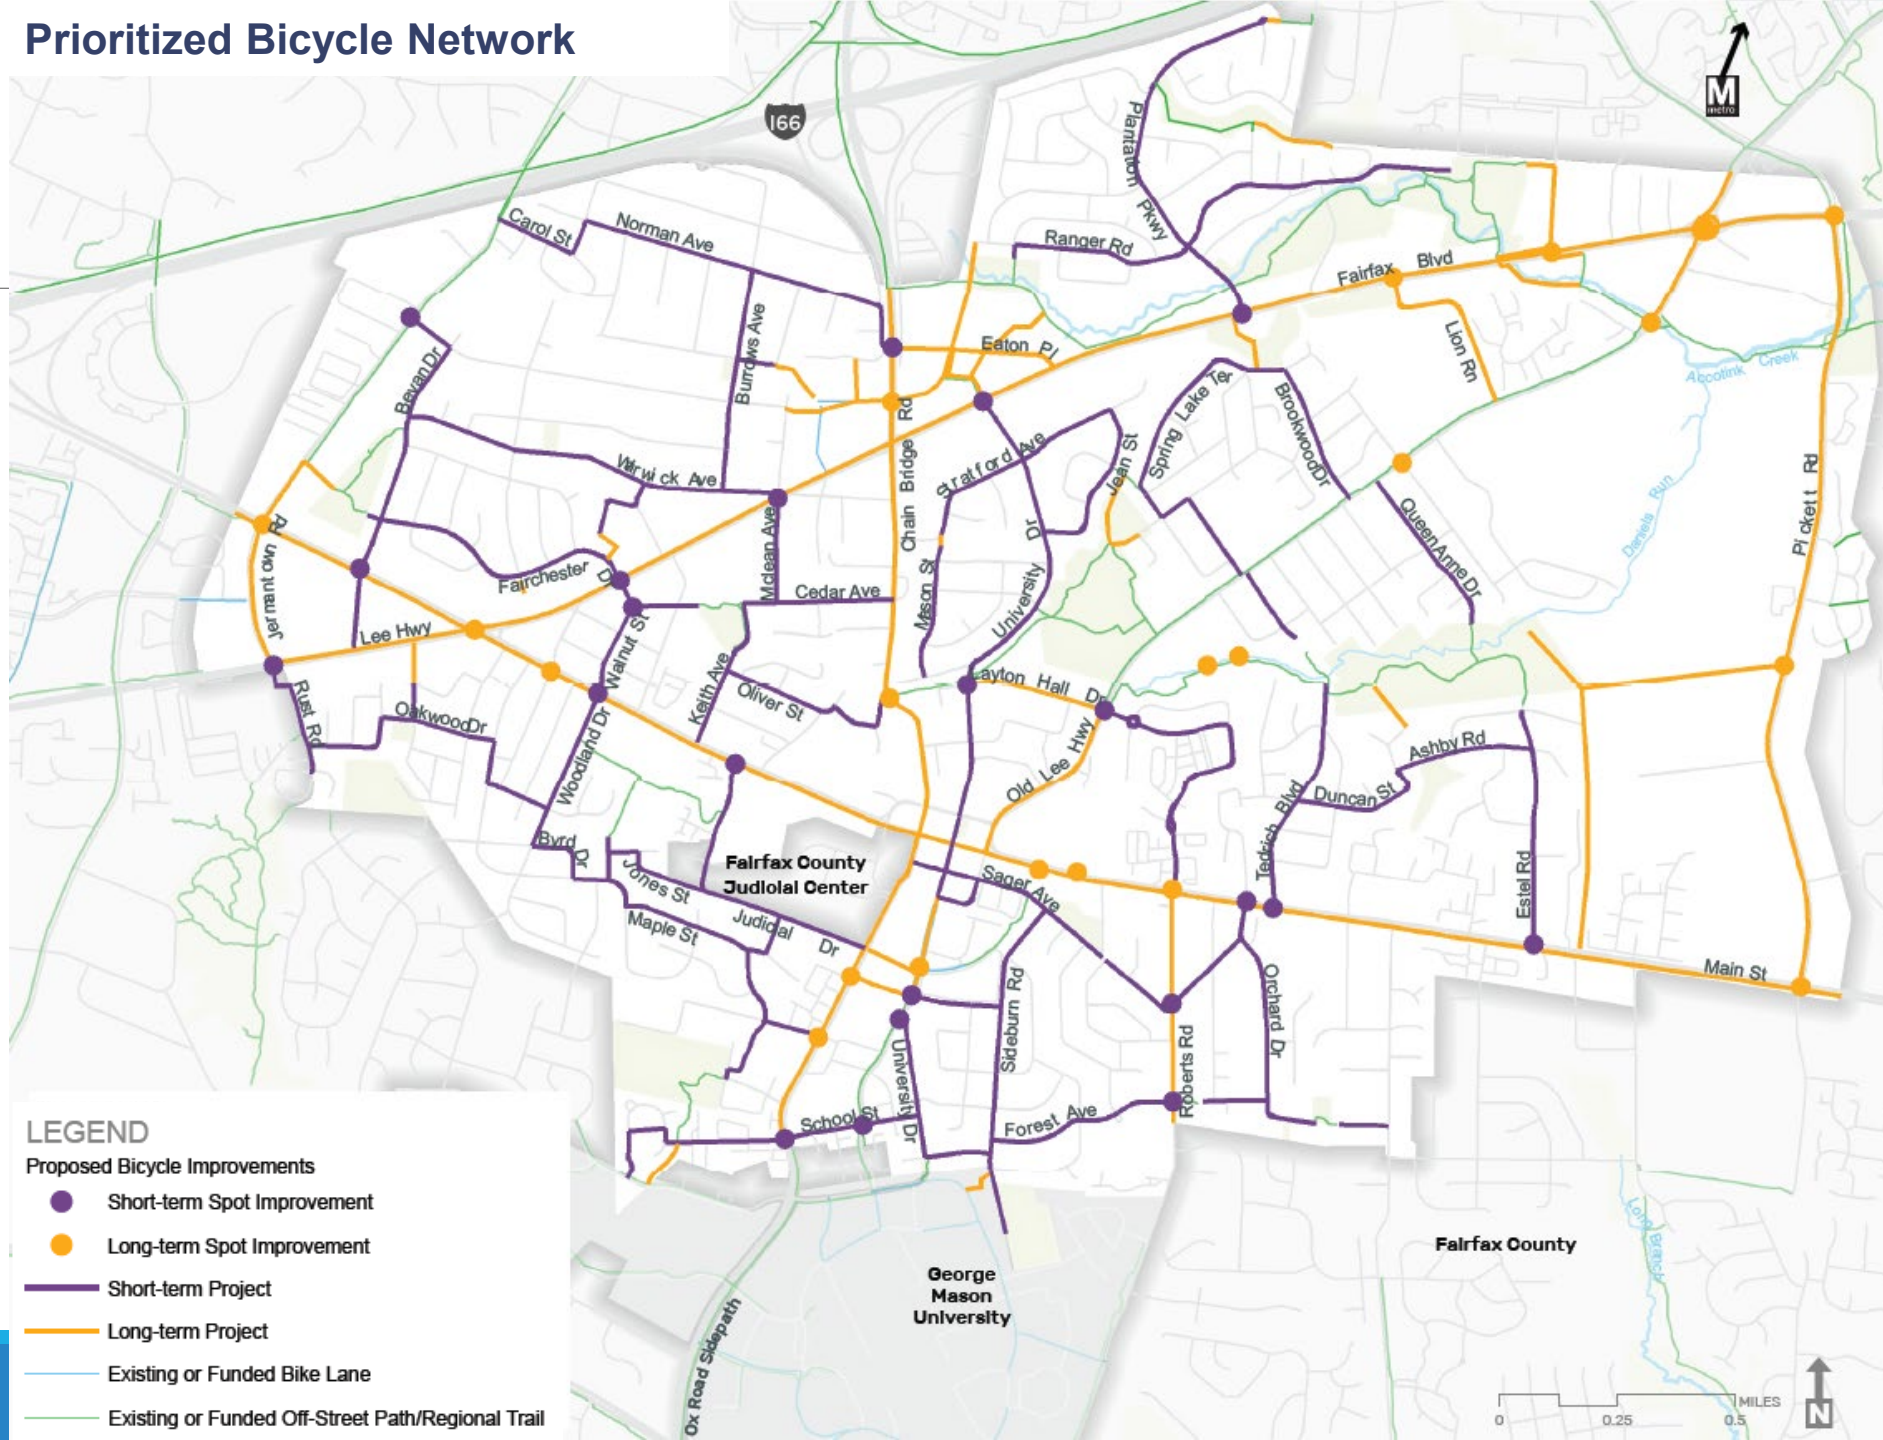 Prioritized Bicycle Network
M
metro
I66
Plantation Pkwy
Carol St
Norman Ave
Ranger Rd
Fairfax Blvd
Burrows Ave
Eaton Pl
Lion Rn
Bevan Dr
Accotink Creek
Spring Lake Ter
Brookwood Dr
Chain Bridge Rd
Stratford Ave
Jean St
Warwick Ave
Pickett Rd
Queen Anne Dr
Daniels Run
Jermantown Rd
Mclean Ave
Fairchester Dr
Cedar Ave
Mason St
University Dr
Lee Hwy
Walnut St
Keith Ave
Oliver St
Layton Hall Dr
Rust Rd
Oakwood Dr
Woodland Dr
Old Lee Hwy
Ashby Rd
Duncan St
Tedrich Blvd
Byrd Dr
Fairfax County
Judicial Center
Jones St
Sager Ave
Estel Rd
Maple St
Judicial Dr
Main St
Sideburn Rd
Orchard Dr
University Dr
Roberts Rd
School St
Forest Ave
LEGEND
Proposed Bicycle Improvements
Short-term Spot Improvement
Long-term Spot Improvement
Short-term Project
Long-term Project
Existing or Funded Bike Lane
Existing or Funded Off-Street Path/Regional Trail
George
Mason
University
Fairfax County
Long Branch
Ox Road Sidepath
MILES
0 0.25 0.5
N